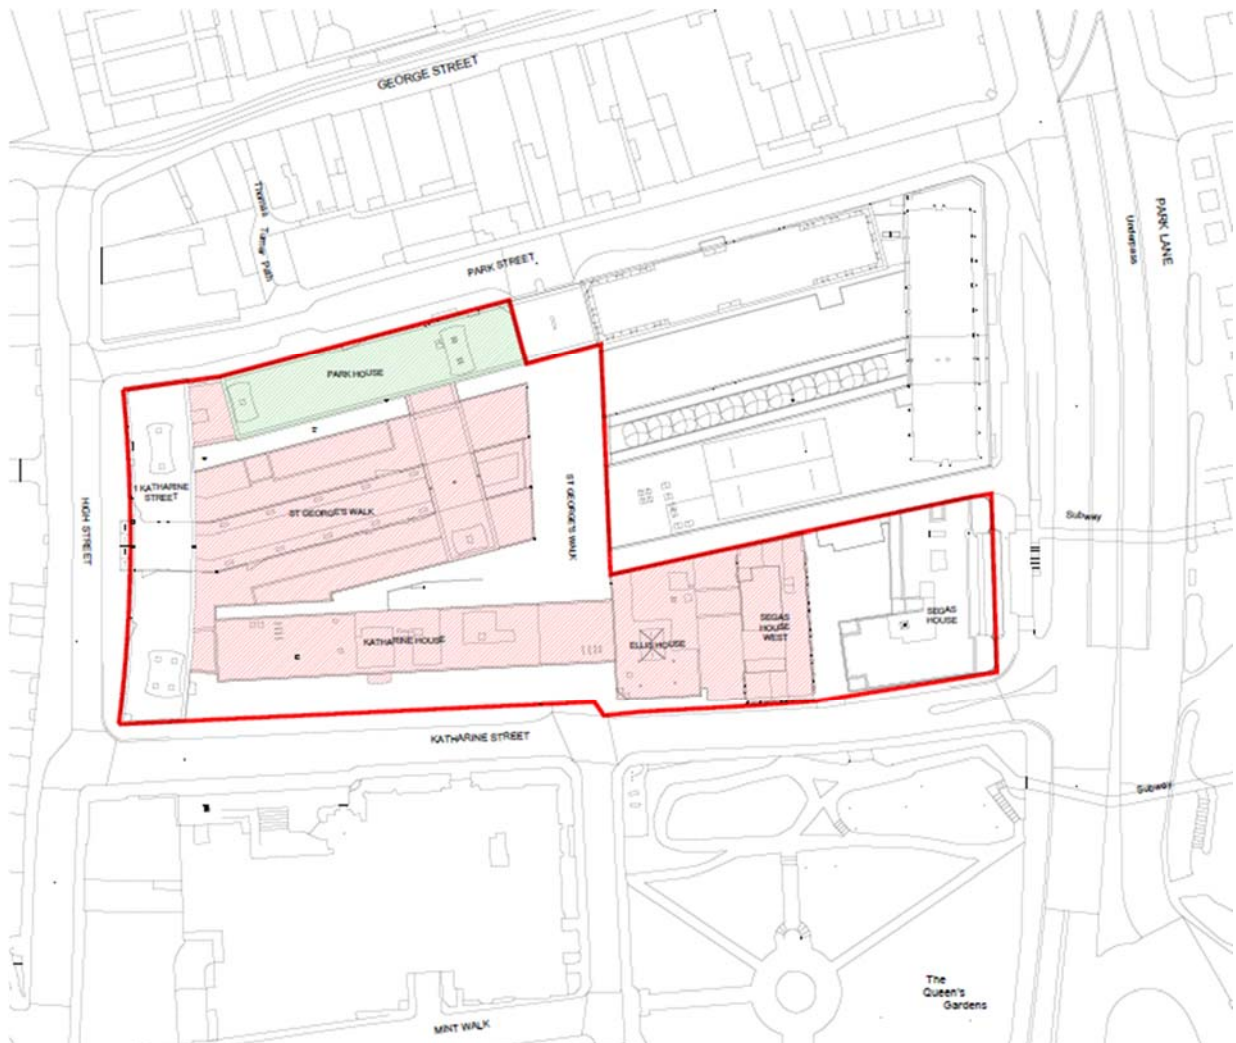 GEORGE STREET
Thomas Turner Path
PARK LANE
Underpass
PARK STREET
PARK HOUSE
1 KATHARINE
STREET
HIGH STREET
ST GEORGE'S WALK
ST GEORGE'S WALK
Subway
KATHARINE HOUSE
ELLIS HOUSE
SEGAS
HOUSE
WEST
SEGAS
HOUSE
KATHARINE STREET
Subway
The
Queen's
Gardens
MINT WALK